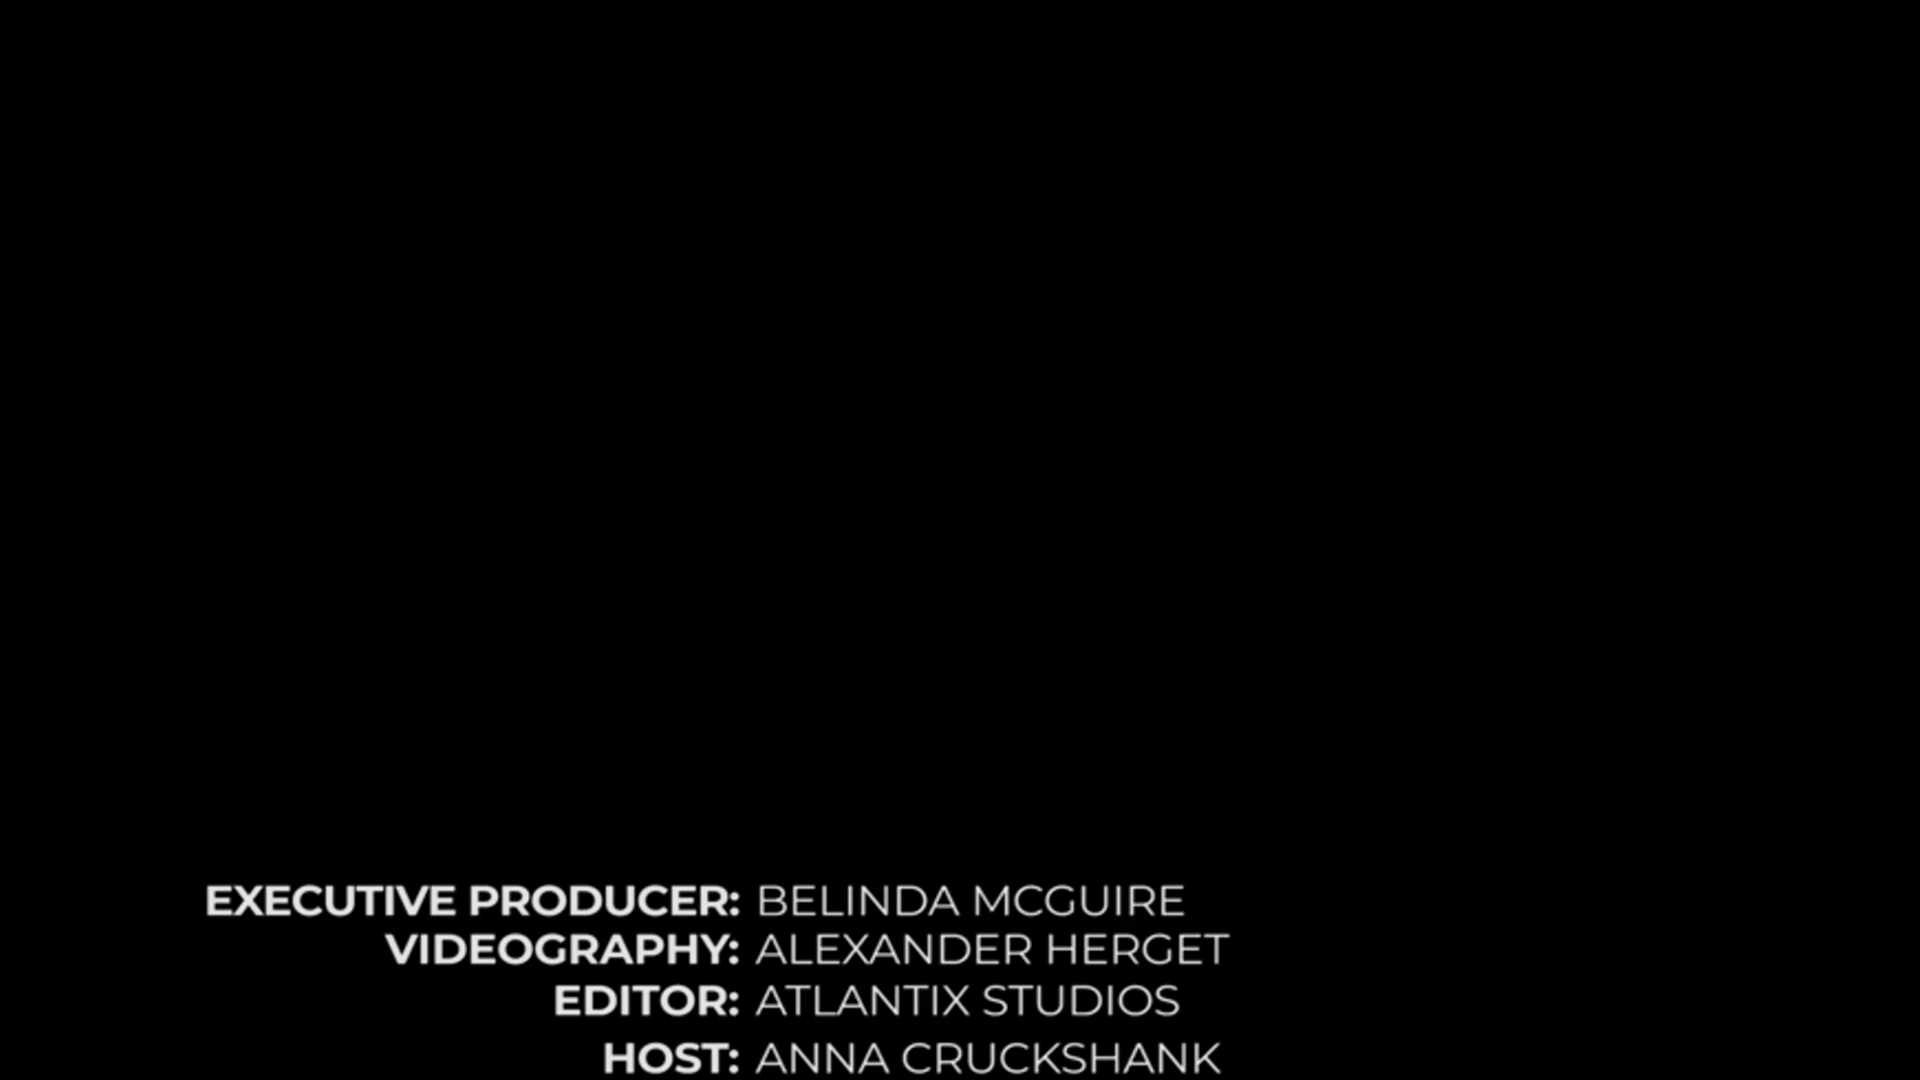 EXECUTIVE PRODUCER: BELINDA MCGUIRE
VIDEOGRAPHY: ALEXANDER HERGET
EDITOR: ATLANTIX STUDIOS
HOST: ANNA CRUCKSHANK